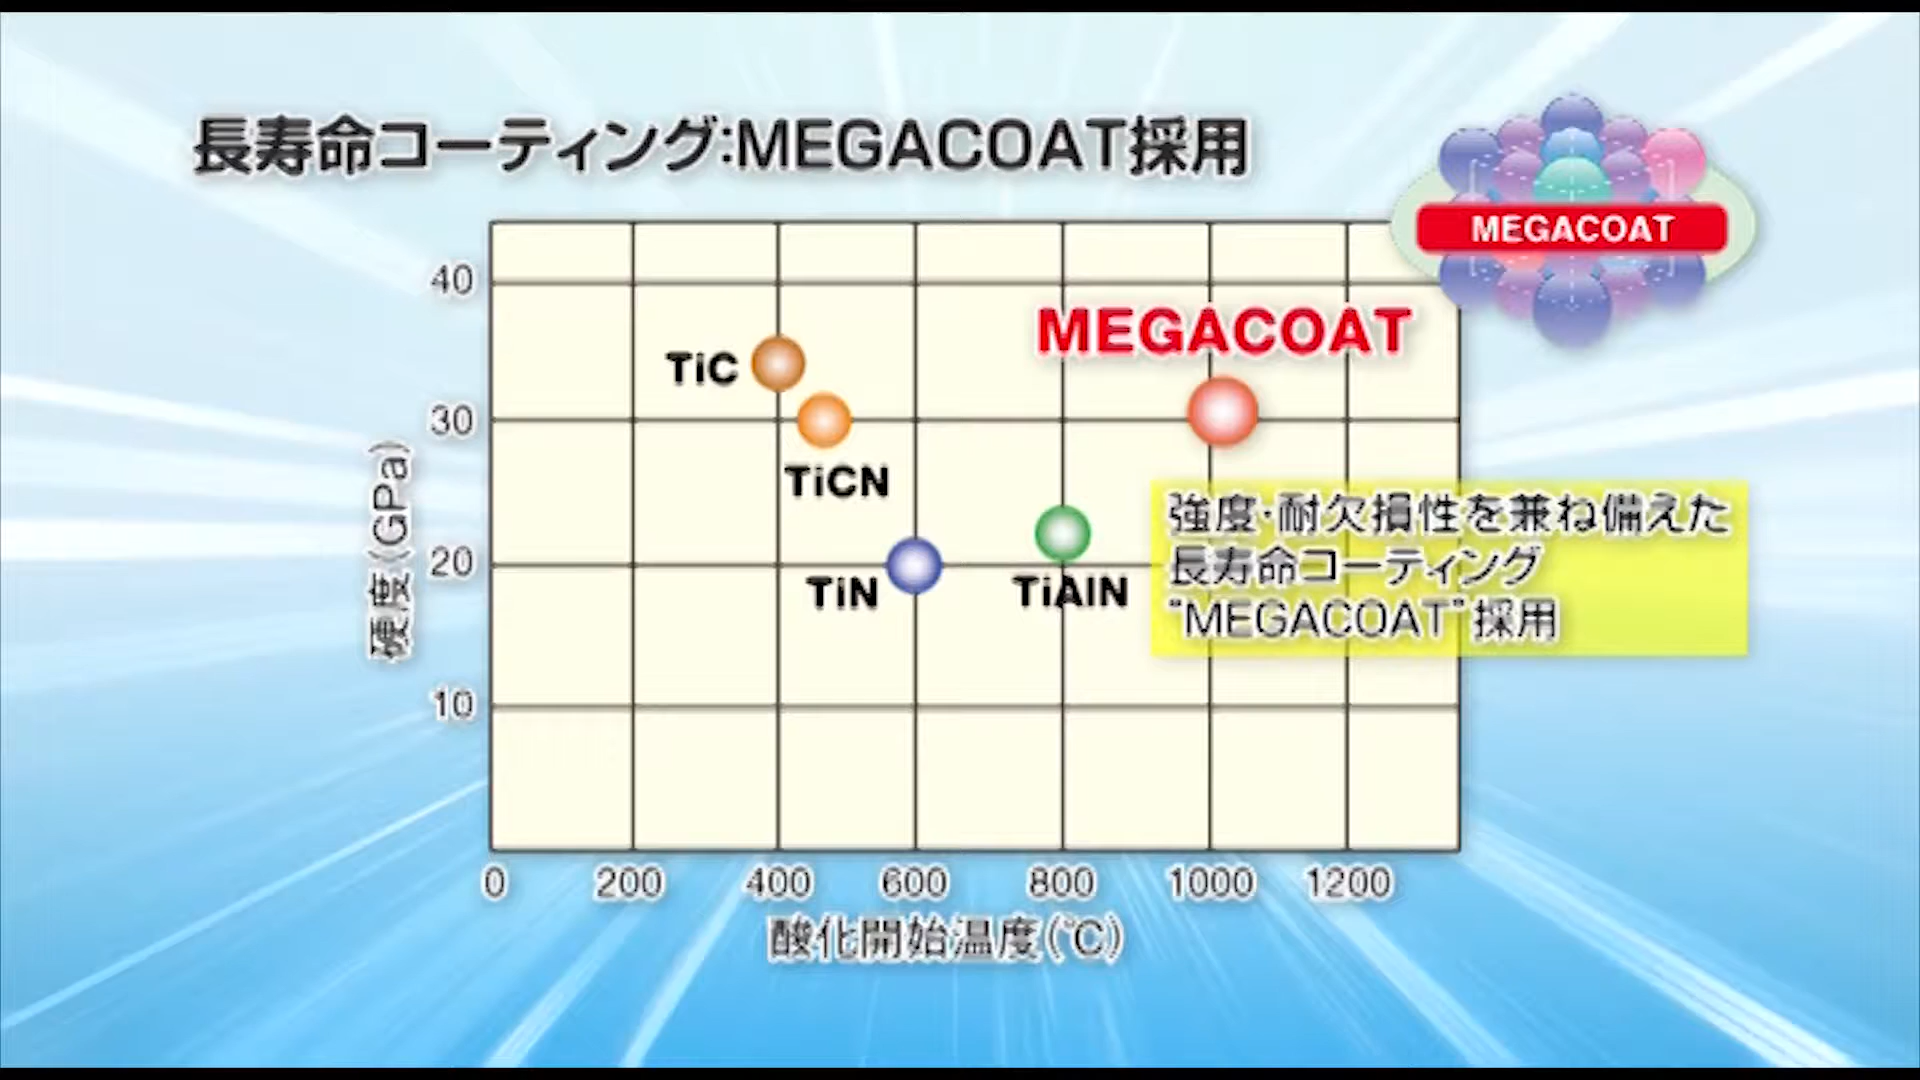 長寿命コーティング:MEGACOAT採用
MEGACOAT
40
30
20
10
硬度(GPa)
MEGACOAT
TiC
TiCN
TiN
TiAlN
強度・耐欠損性を兼ね備えた
長寿命コーティング
"MEGACOAT"採用
0 200 400 600 800 1000 1200
酸化開始温度(℃)